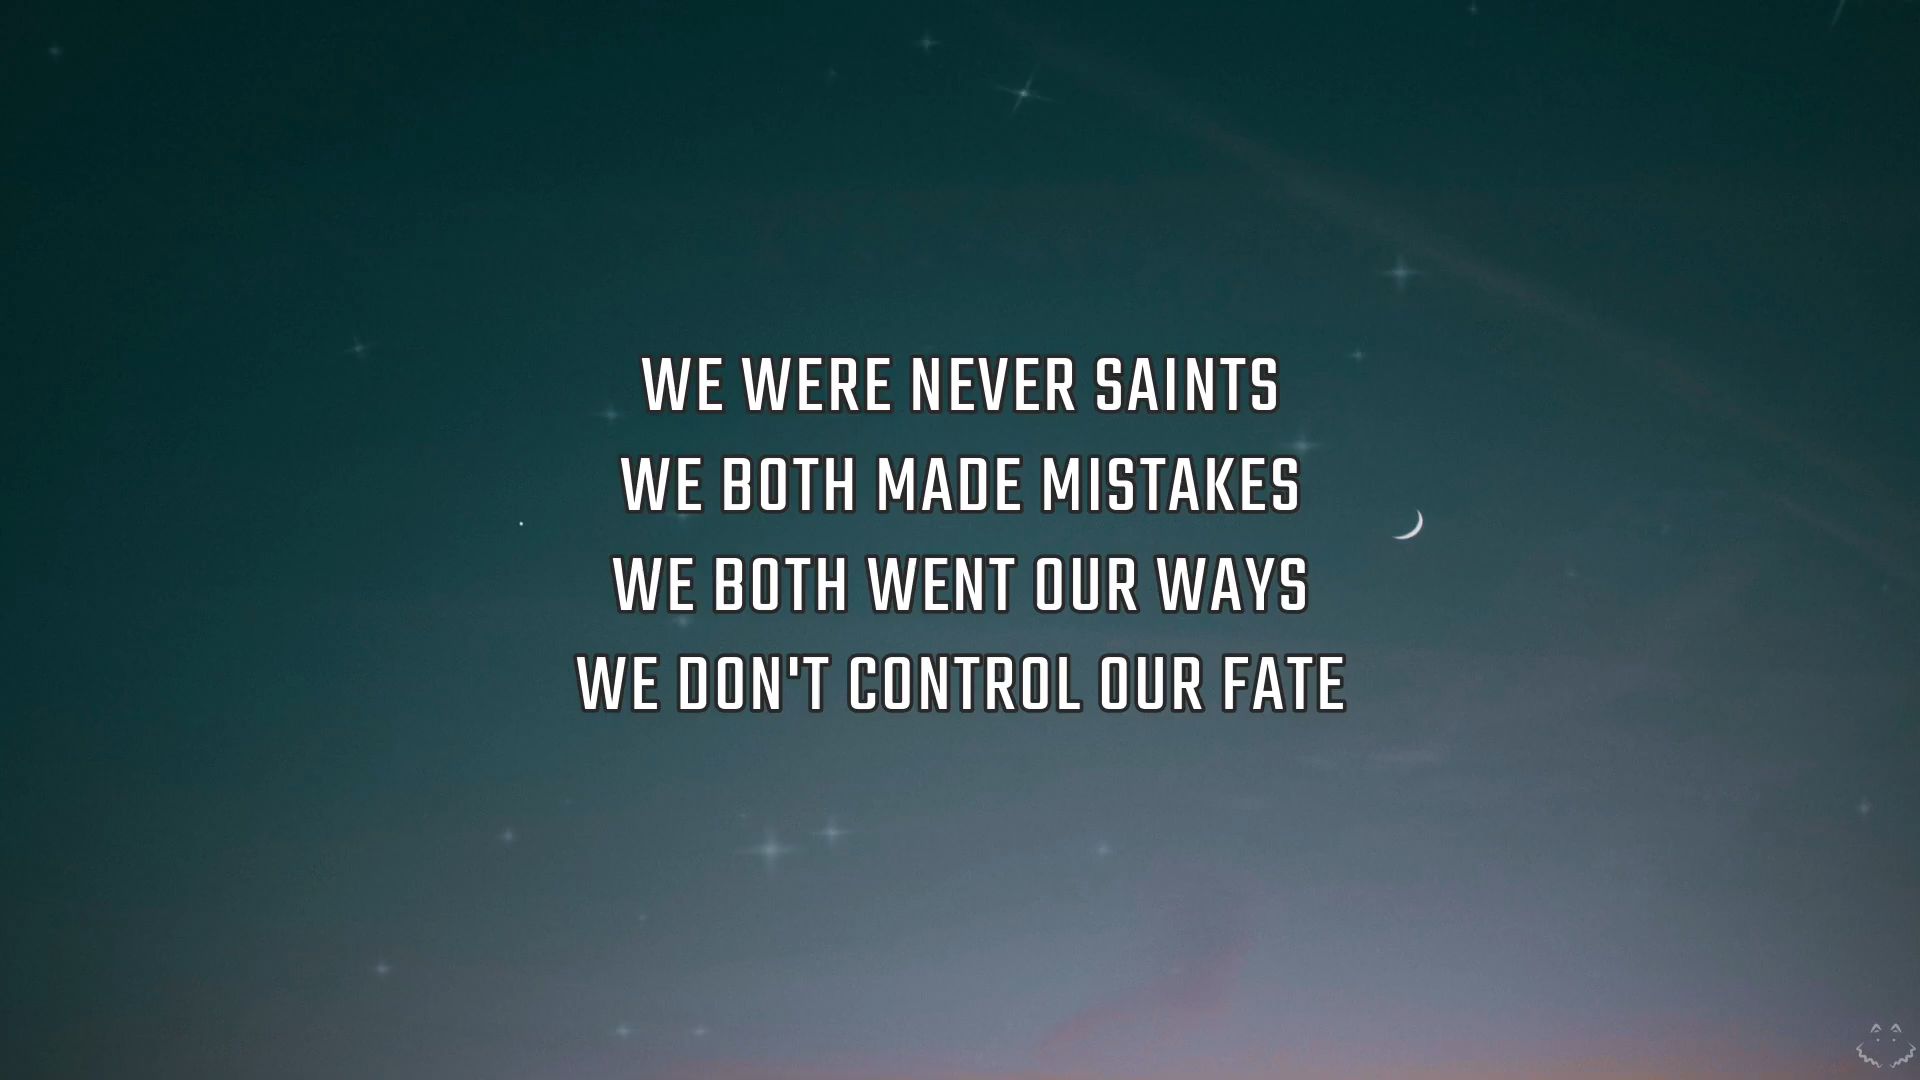 WE WERE NEVER SAINTS
WE BOTH MADE MISTAKES
WE BOTH WENT OUR WAYS
WE DON'T CONTROL OUR FATE